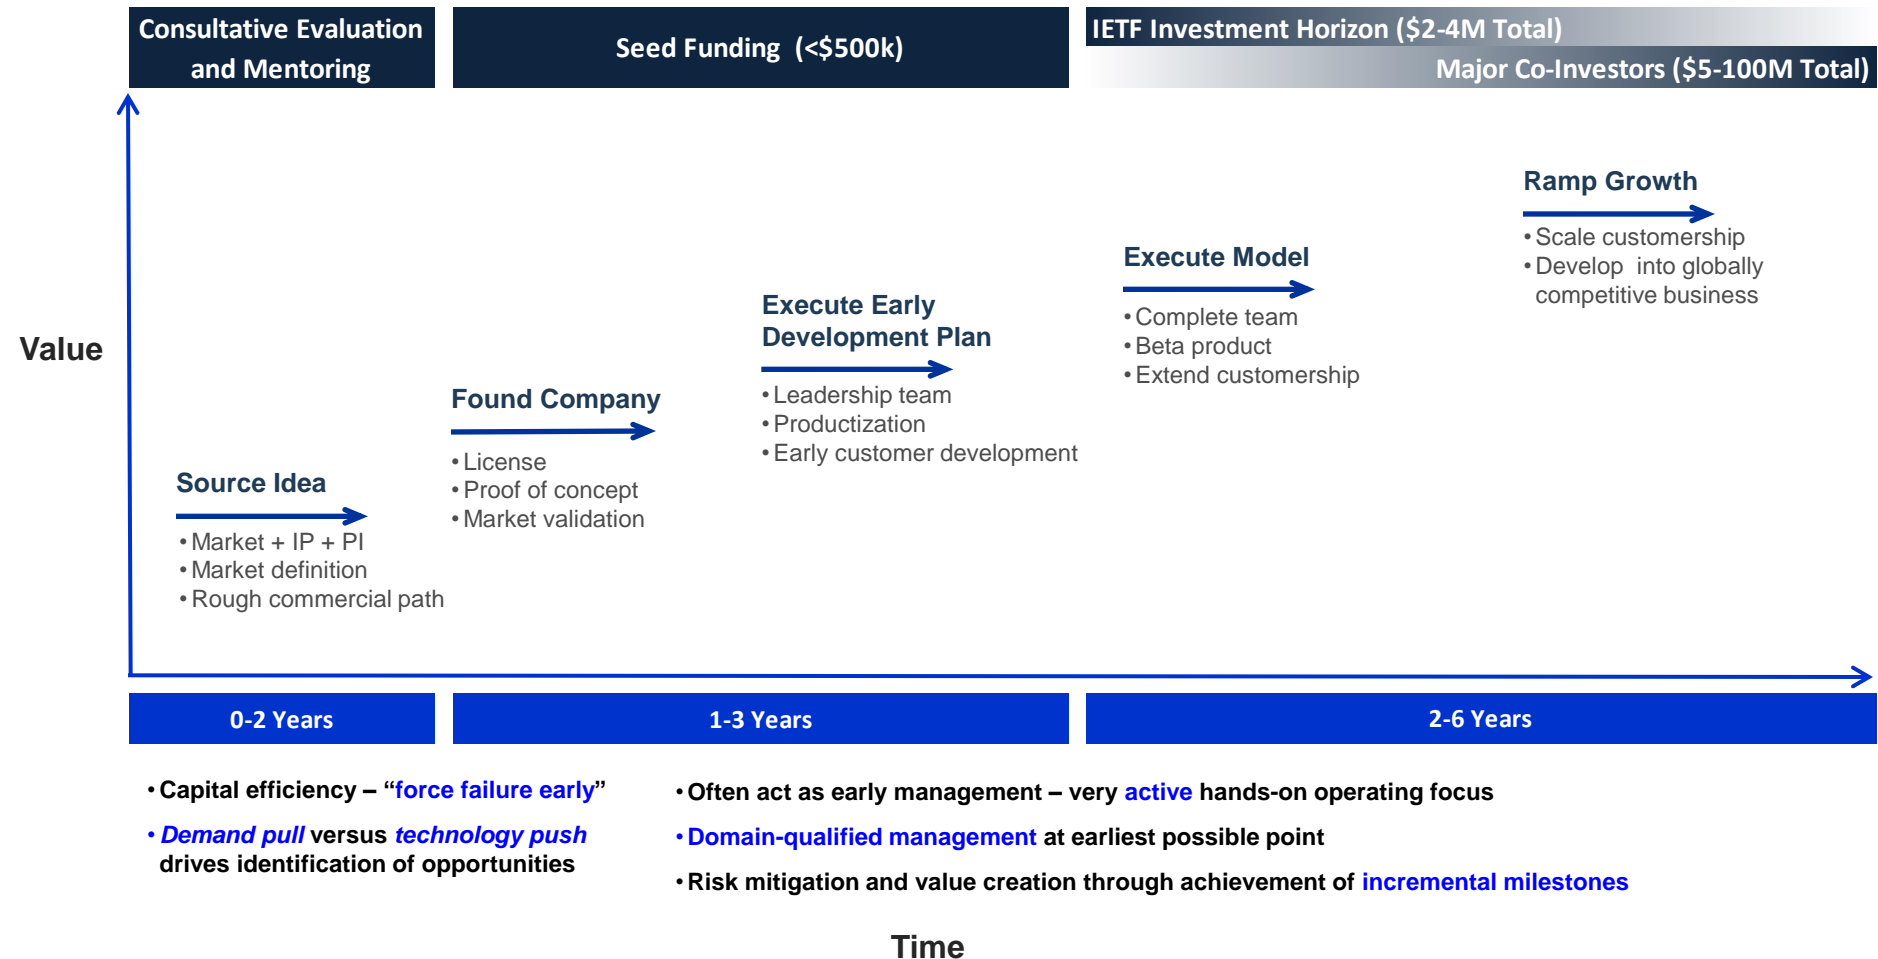 Consultative Evaluation
and Mentoring
Seed Funding (<$500k)
IETF Investment Horizon ($2-4M Total)
Major Co-Investors ($5-100M Total)
Value
Source Idea
• Market + IP + PI
• Market definition
• Rough commercial path
Found Company
• License
• Proof of concept
• Market validation
Execute Early
Development Plan
• Leadership team
• Productization
• Early customer development
Execute Model
• Complete team
• Beta product
• Extend customership
Ramp Growth
• Scale customership
• Develop into globally
competitive business
0-2 Years
1-3 Years
2-6 Years
• Capital efficiency – “force failure early”
• Demand pull versus technology push
drives identification of opportunities
• Often act as early management – very active hands-on operating focus
• Domain-qualified management at earliest possible point
• Risk mitigation and value creation through achievement of incremental milestones
Time